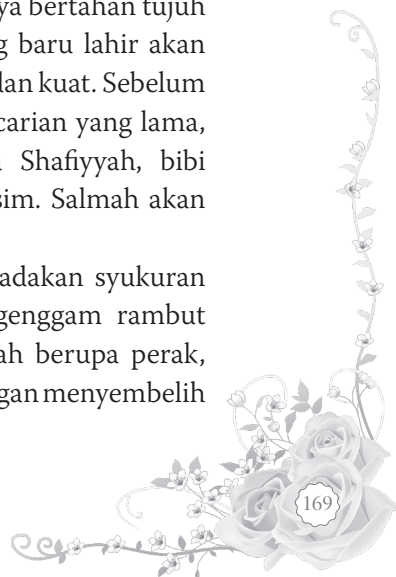 ya bertahan tujuh
g baru lahir akan
lan kuat. Sebelum
carian yang lama,
Shafiyyah, bibi
sim. Salmah akan
adakan syukuran
genggam rambut
ah berupa perak,
gan menyembelih
169